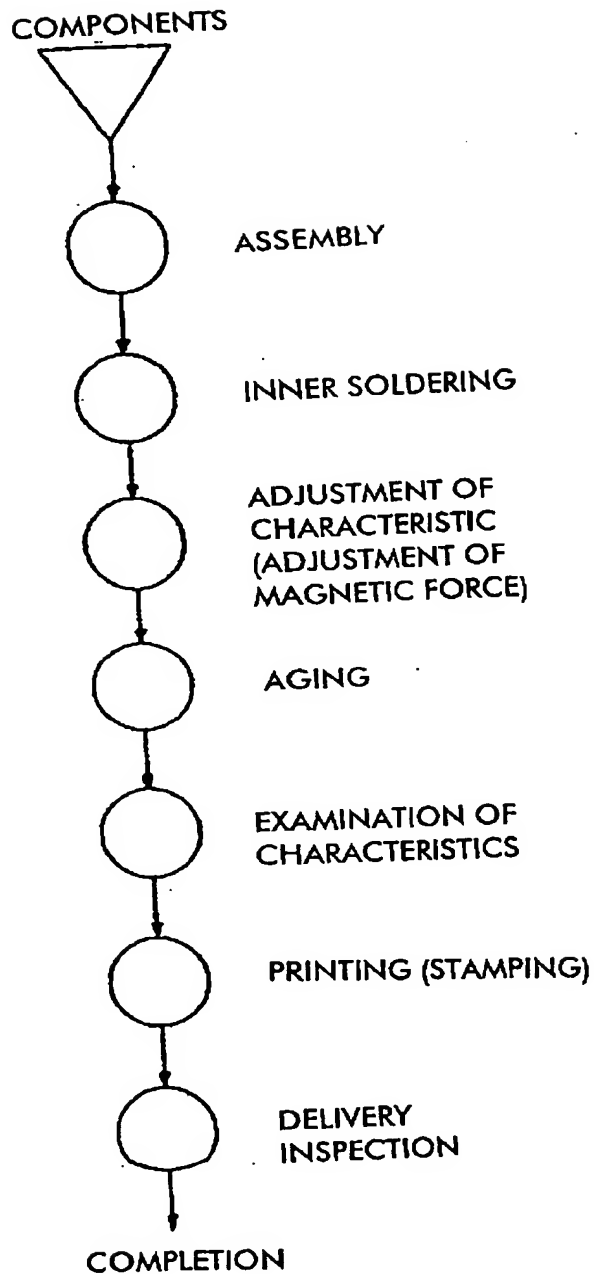 COMPONENTS
ASSEMBLY
INNER SOLDERING
ADJUSTMENT OF
CHARACTERISTIC
(ADJUSTMENT OF
MAGNETIC FORCE)
AGING
EXAMINATION OF
CHARACTERISTICS
PRINTING (STAMPING)
DELIVERY
INSPECTION
COMPLETION